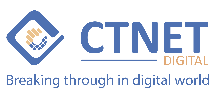 CTNET
DIGITAL
Breaking through in digital world